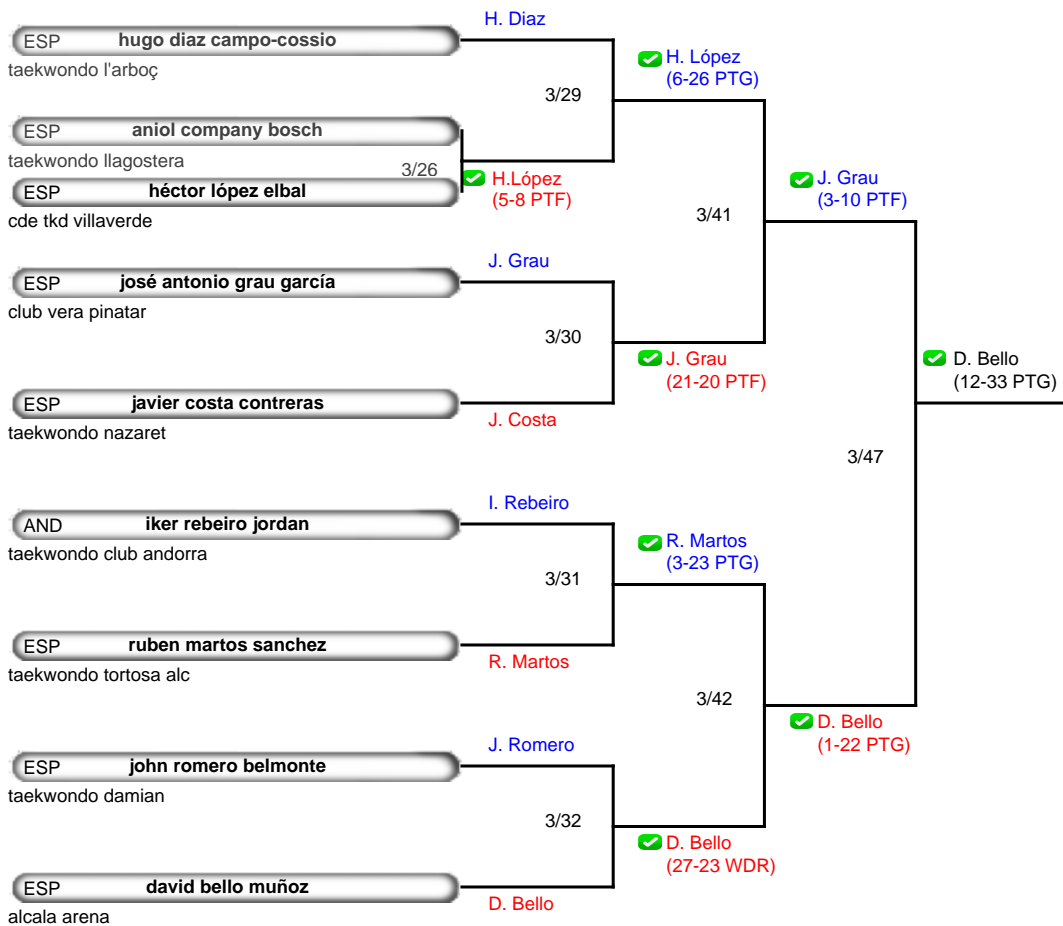 H. Diaz
ESP hugo diaz campo-cossio
taekwondo l'arboç
H. López
(6-26 PTG)
3/29
ESP aniol company bosch
taekwondo llagostera
3/26
H.López
(5-8 PTF)
ESP héctor lópez elbal
cde tkd villaverde
J. Grau
(3-10 PTF)
3/41
J. Grau
ESP josé antonio grau garcía
club vera pinatar
3/30
J. Grau
(21-20 PTF)
ESP javier costa contreras
taekwondo nazaret
J. Costa
D. Bello
(12-33 PTG)
3/47
I. Rebeiro
AND iker rebeiro jordan
taekwondo club andorra
R. Martos
(3-23 PTG)
3/31
ESP ruben martos sanchez
taekwondo tortosa alc
R. Martos
3/42
D. Bello
(1-22 PTG)
J. Romero
ESP john romero belmonte
taekwondo damian
3/32
D. Bello
(27-23 WDR)
ESP david bello muñoz
alcala arena
D. Bello